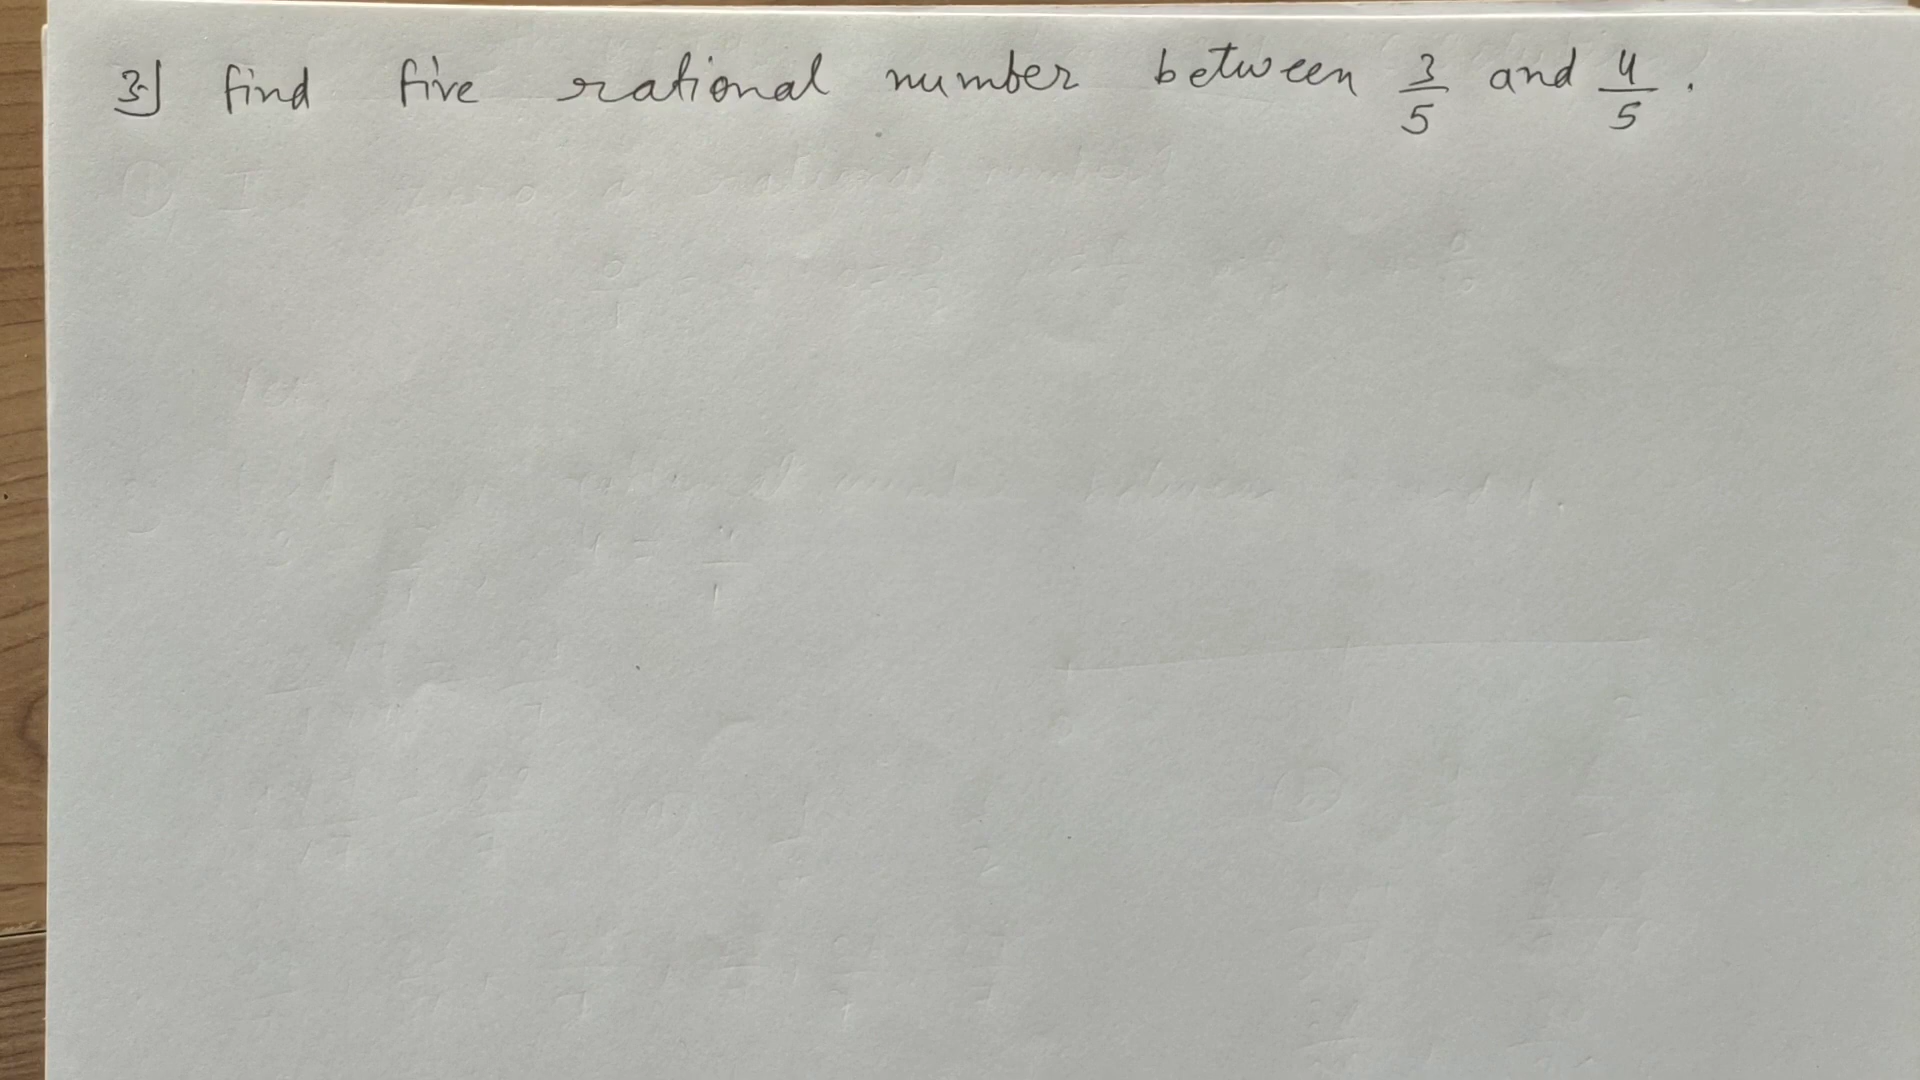 3) find five rational number between 3/5 and 4/5.